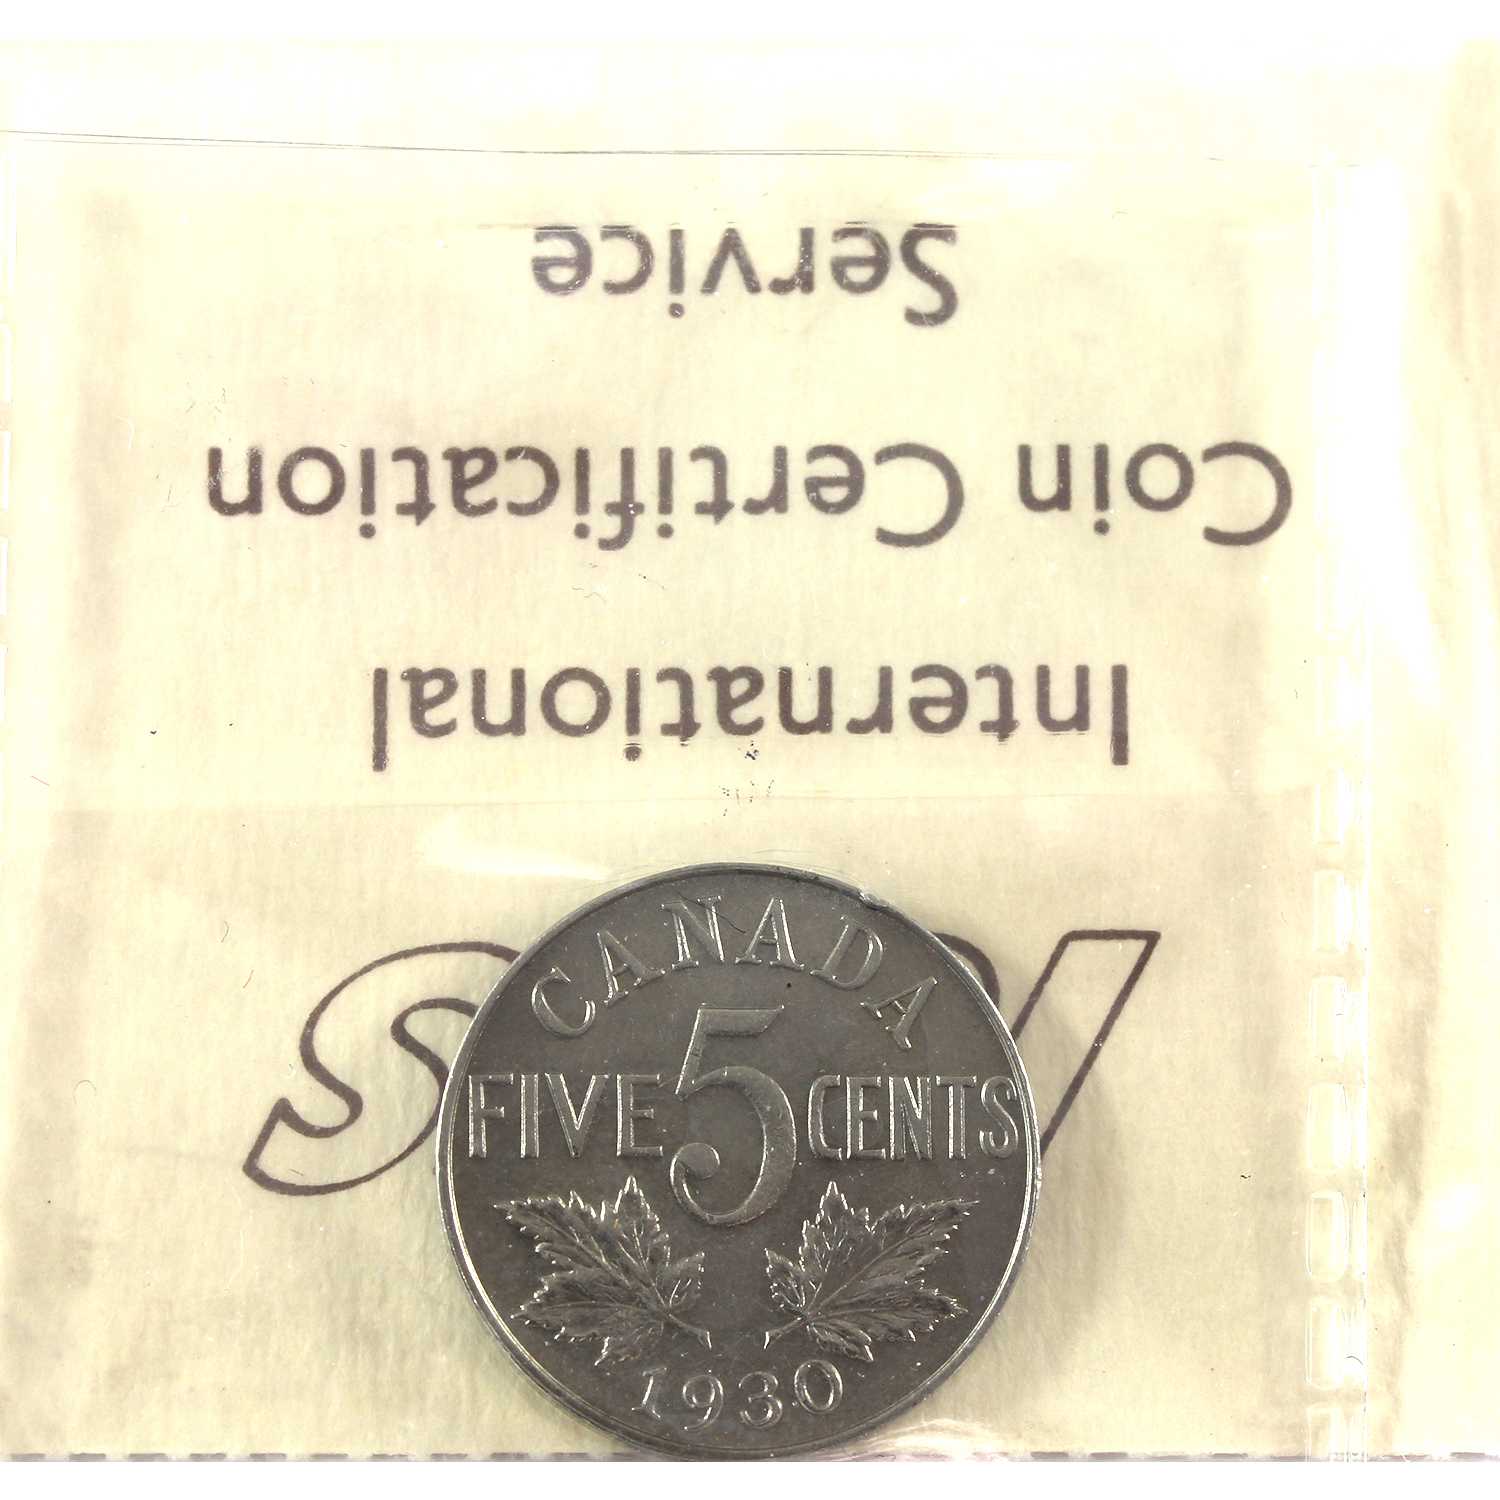 International
Coin Certification
Service
CANADA
FIVE 5 CENTS
1930